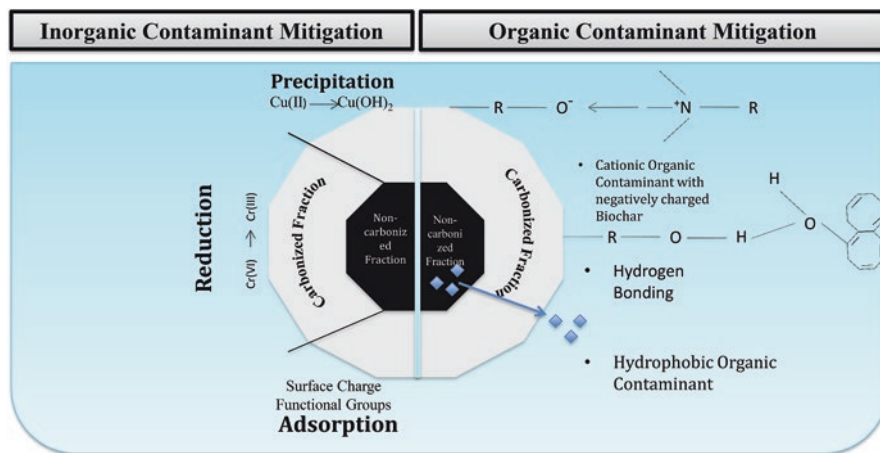 Inorganic Contaminant Mitigation
Organic Contaminant Mitigation
Precipitation
Cu(II) → Cu(OH)₂
Reduction
Cr(VI) → Cr(III)
Carbonized Fraction
Non-
carboniz
ed
Fraction
Surface Charge
Functional Groups
Adsorption
Non-
carboni
zed
Fraction
Carbonized Fraction
R O⁻ ⁺N R
• Cationic Organic
Contaminant with
negatively charged
Biochar
H
R O H O
• Hydrogen
Bonding
• Hydrophobic Organic
Contaminant